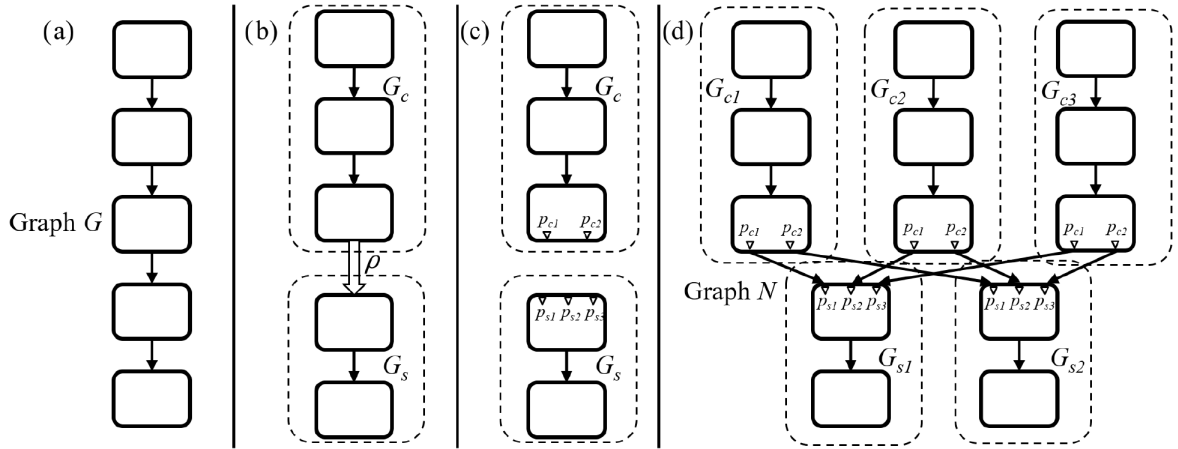 (a)
Graph G
(b)
G_c
ρ
G_s
(c)
G_c
p_c1 p_c2
p_s1 p_s2 p_s3
G_s
(d)
G_c1 G_c2 G_c3
p_c1 p_c2 p_c1 p_c2 p_c1 p_c2
Graph N
p_s1 p_s2 p_s3 p_s1 p_s2 p_s3
G_s1 G_s2